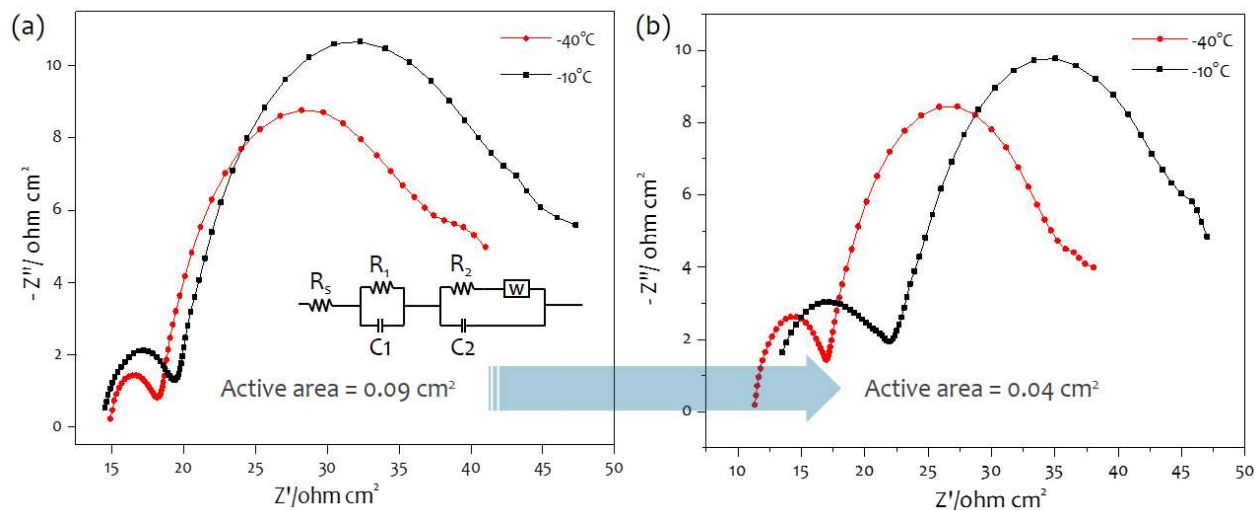 (a)
-40°C
-10°C
10
8
6
4
2
0
- Z''/ ohm cm²
R_S
R₁
C1
R₂
W
C2
Active area = 0.09 cm²
15 20 25 30 35 40 45 50
Z'/ohm cm²
(b)
-40°C
-10°C
10
8
6
4
2
0
- Z''/ ohm cm²
Active area = 0.04 cm²
10 15 20 25 30 35 40 45 50
Z'/ohm cm²